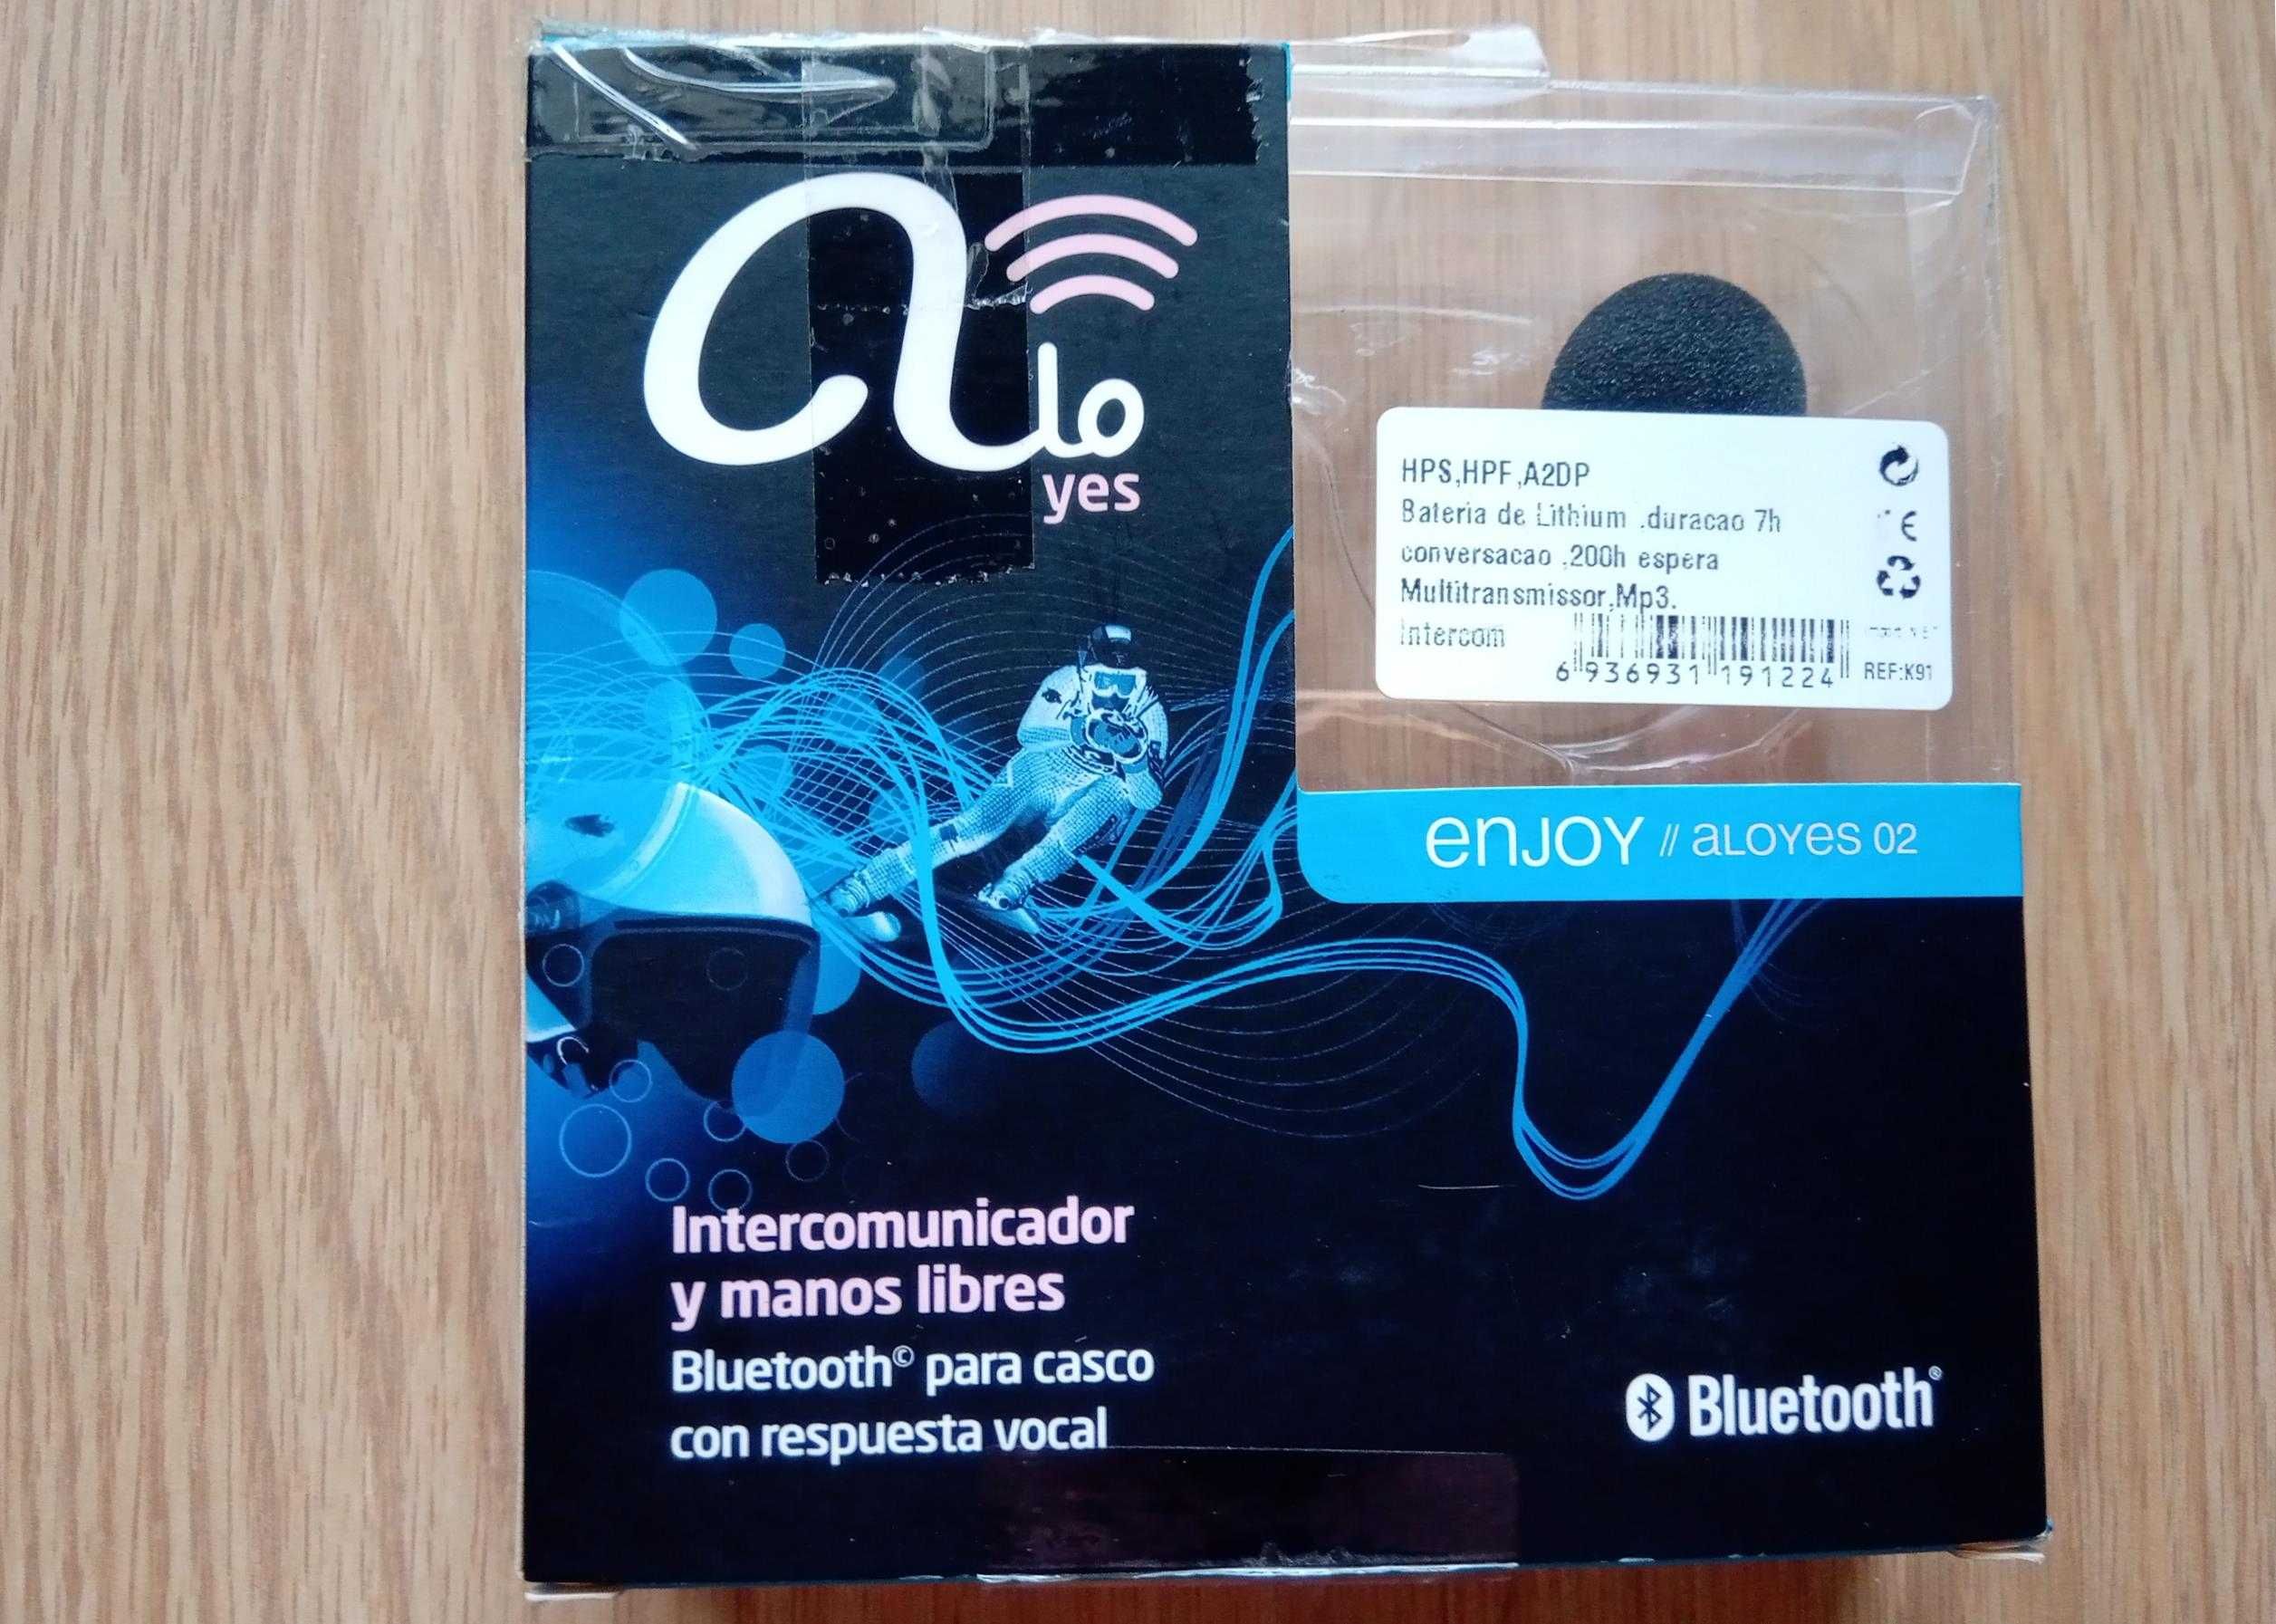 alo
yes
HPS,HPF,A2DP
Bateria de Lithium .duracao 7h
conversacao .200h espera
Multitransmissor,Mp3.
Intercom
6 936931 191224
REF:K91
CE
enJOY // aLOYes 02
Intercomunicador
y manos libres
Bluetooth© para casco
con respuesta vocal
Bluetooth®